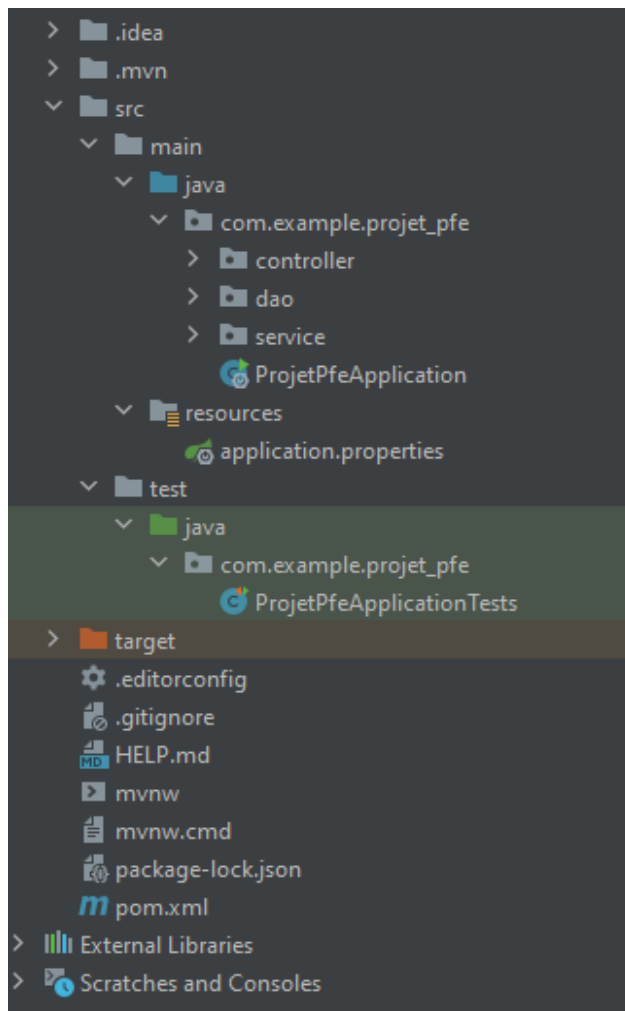 .idea
.mvn
src
main
java
com.example.projet_pfe
controller
dao
service
ProjetPfeApplication
resources
application.properties
test
java
com.example.projet_pfe
ProjetPfeApplicationTests
target
.editorconfig
.gitignore
HELP.md
mvnw
mvnw.cmd
package-lock.json
pom.xml
External Libraries
Scratches and Consoles